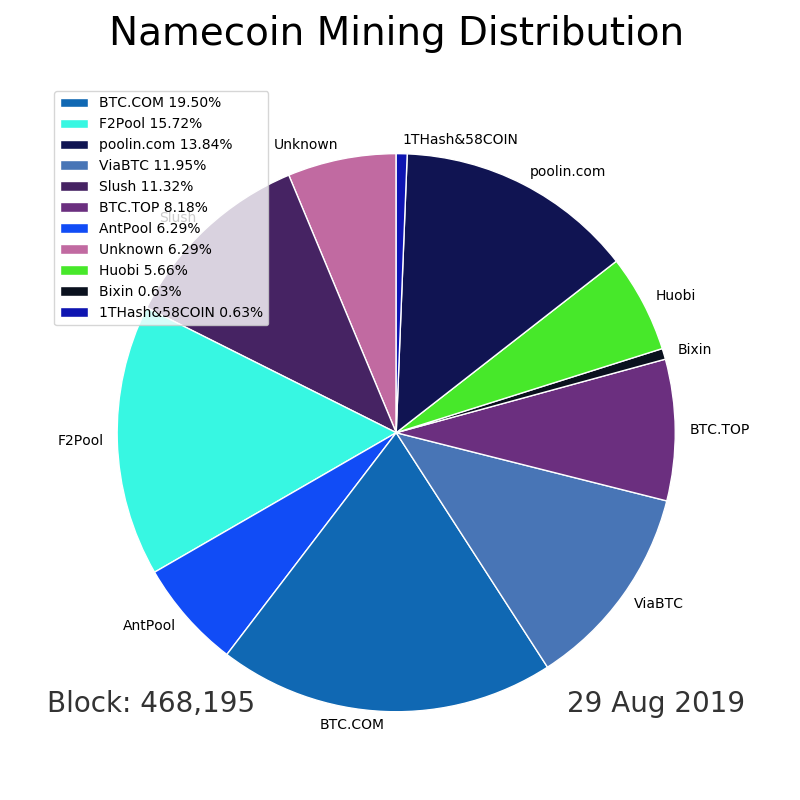 Namecoin Mining Distribution
BTC.COM 19.50%
F2Pool 15.72%
poolin.com 13.84%
ViaBTC 11.95%
Slush 11.32%
BTC.TOP 8.18%
AntPool 6.29%
Unknown 6.29%
Huobi 5.66%
Bixin 0.63%
1THash&58COIN 0.63%
Unknown
1THash&58COIN
poolin.com
Slush
Huobi
Bixin
BTC.TOP
F2Pool
ViaBTC
AntPool
BTC.COM
Block: 468,195
29 Aug 2019